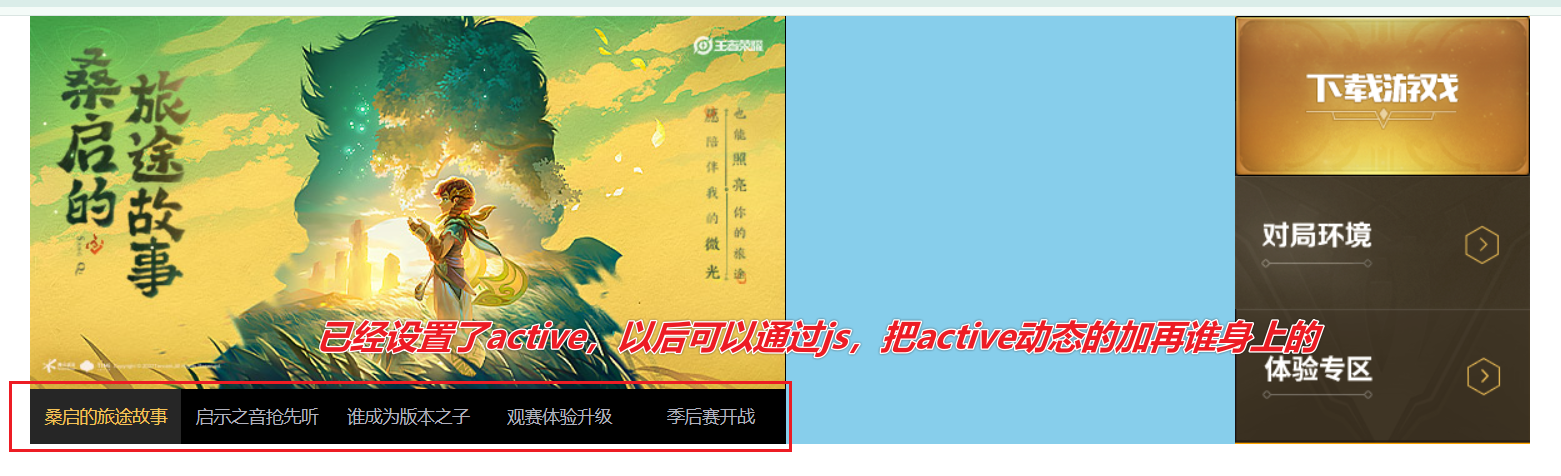 王者荣耀
桑启的
旅途故事
也能照亮你的旅途
陪伴我的微光
下载游戏
对局环境
体验专区
已经设置了active，以后可以通过js，把active动态的加再谁身上的
桑启的旅途故事 启示之音抢先听 谁成为版本之子 观赛体验升级 季后赛开战